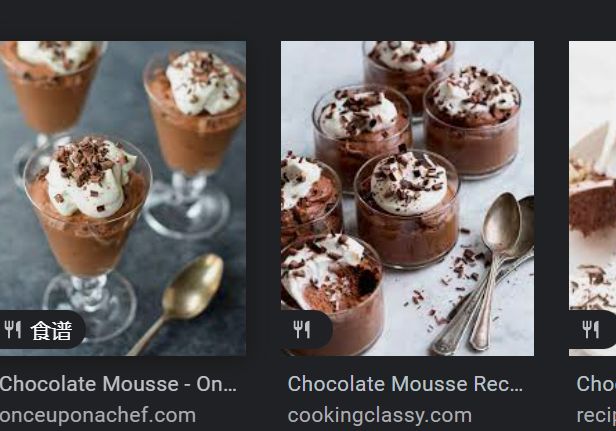 食谱
Chocolate Mousse - On...
onceuponachef.com
Chocolate Mousse Rec...
cookingclassy.com
Cho
recip